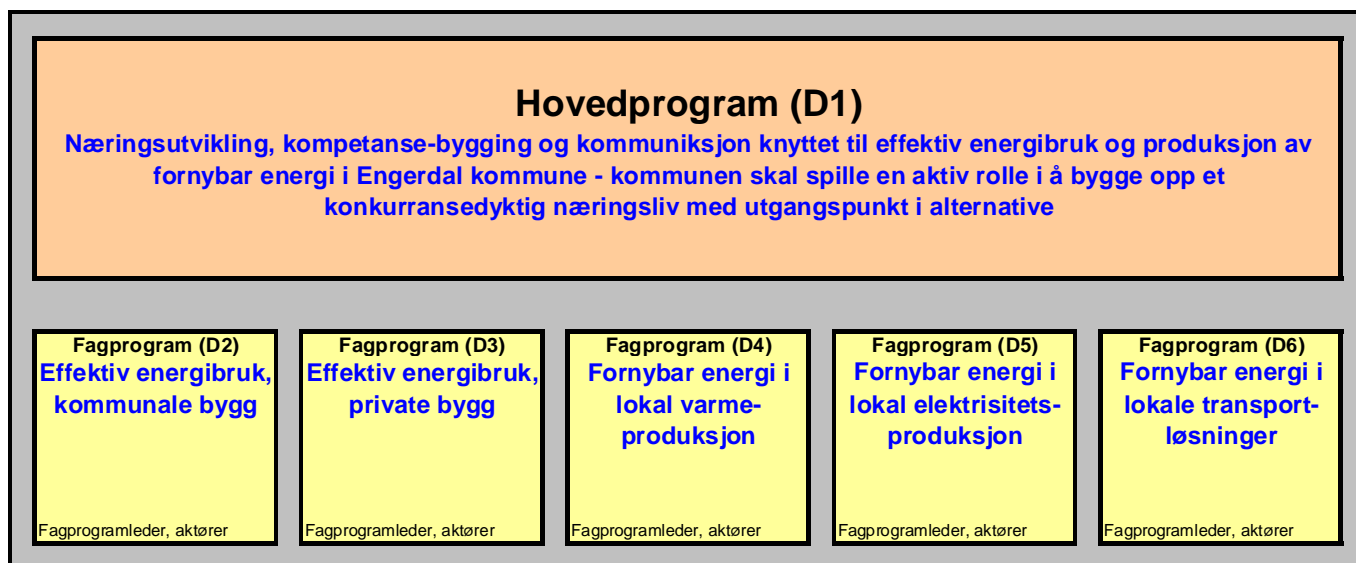 Hovedprogram (D1)
Næringsutvikling, kompetanse-bygging og kommuniksjon knyttet til effektiv energibruk og produksjon av
fornybar energi i Engerdal kommune - kommunen skal spille en aktiv rolle i å bygge opp et
konkurransedyktig næringsliv med utgangspunkt i alternative
Fagprogram (D2)
Effektiv energibruk,
kommunale bygg
Fagprogramleder, aktører
Fagprogram (D3)
Effektiv energibruk,
private bygg
Fagprogramleder, aktører
Fagprogram (D4)
Fornybar energi i
lokal varme-
produksjon
Fagprogramleder, aktører
Fagprogram (D5)
Fornybar energi i
lokal elektrisitets-
produksjon
Fagprogramleder, aktører
Fagprogram (D6)
Fornybar energi i
lokale transport-
løsninger
Fagprogramleder, aktører